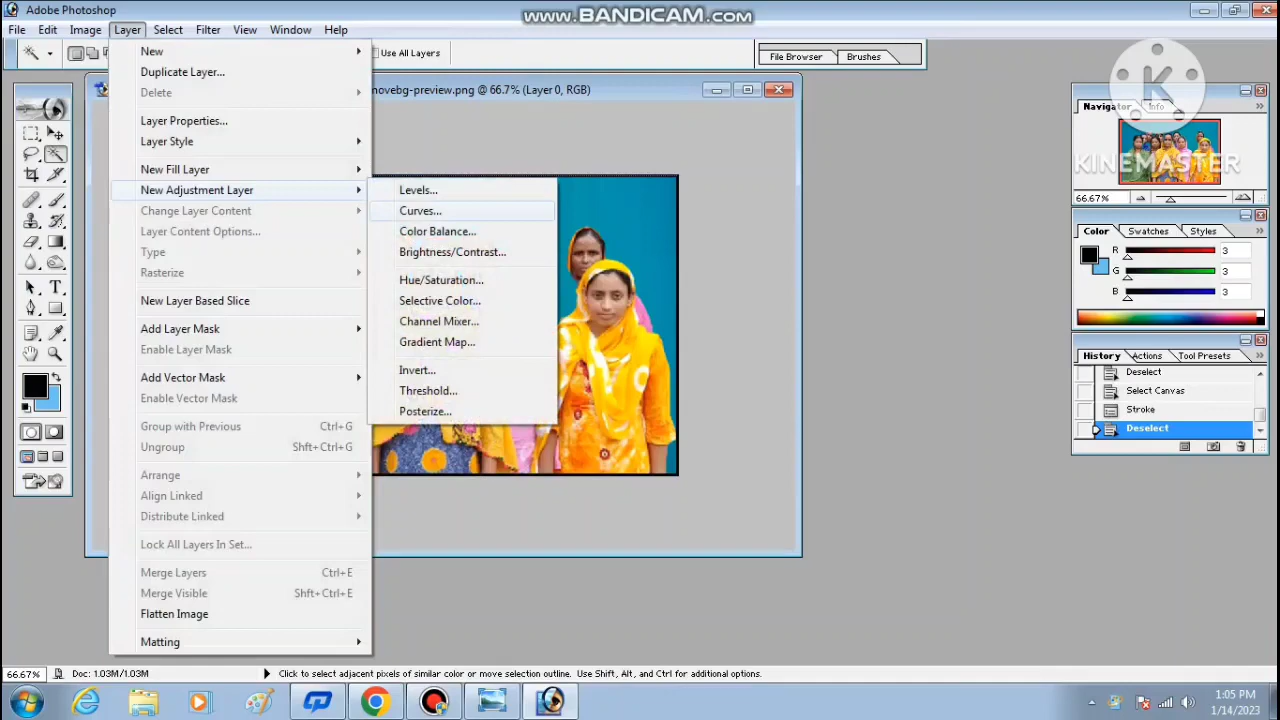 Adobe Photoshop
www.BANDICAM.com
File Edit Image Layer Select Filter View Window Help
Use All Layers
File Browser
Brushes
New
Duplicate Layer...
Delete
Layer Properties...
Layer Style
New Fill Layer
New Adjustment Layer
Change Layer Content
Layer Content Options...
Type
Rasterize
New Layer Based Slice
Add Layer Mask
Enable Layer Mask
Add Vector Mask
Enable Vector Mask
Group with Previous Ctrl+G
Ungroup Shft+Ctrl+G
Arrange
Align Linked
Distribute Linked
Lock All Layers In Set...
Merge Layers Ctrl+E
Merge Visible Shft+Ctrl+E
Flatten Image
Matting
movebg-preview.png @ 66.7% (Layer 0, RGB)
Levels...
Curves...
Color Balance...
Brightness/Contrast...
Hue/Saturation...
Selective Color...
Channel Mixer...
Gradient Map...
Invert...
Threshold...
Posterize...
Navigator Info
K
KINEMASTER
66.67%
Color Swatches Styles
R 3
G 3
B 3
History Actions Tool Presets
Deselect
Select Canvas
Stroke
Deselect
66.67% Doc: 1.03M/1.03M Click to select adjacent pixels of similar color or move selection outline. Use Shift, Alt, and Ctrl for additional options.
1:05 PM
1/14/2023